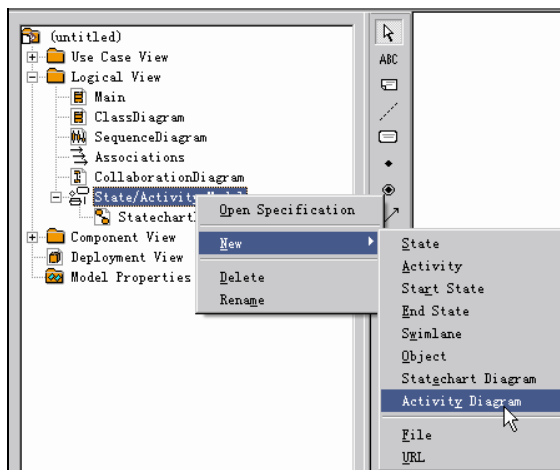 (untitled)
Use Case View
Logical View
Main
ClassDiagram
SequenceDiagram
Associations
CollaborationDiagram
State/Activity
Statechart
Component View
Deployment View
Model Properties
ABC
Open Specification
New
Delete
Rename
State
Activity
Start State
End State
Swimlane
Object
Statechart Diagram
Activity Diagram
File
URL